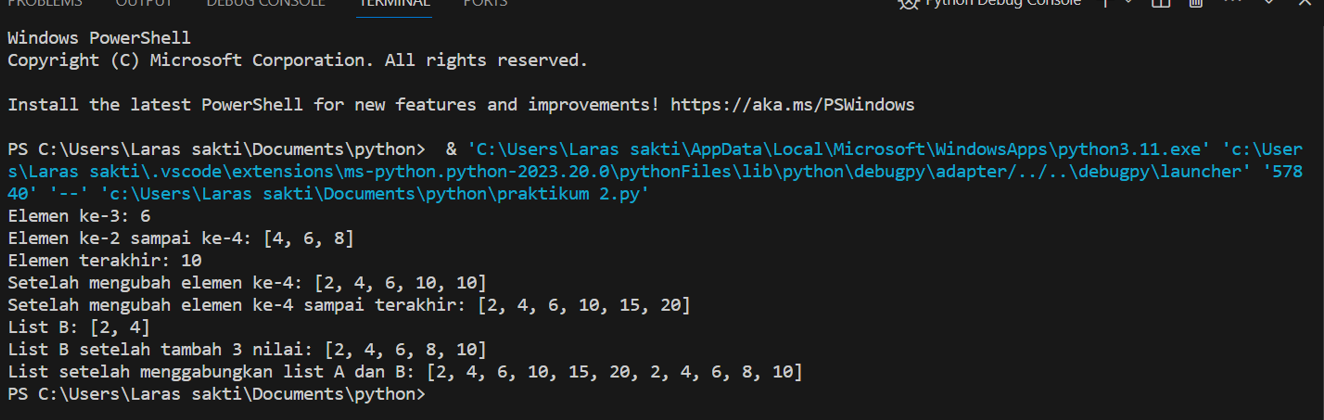 PROBLEMS OUTPUT DEBUG CONSOLE TERMINAL PORTS Python Debug Console
Windows PowerShell
Copyright (C) Microsoft Corporation. All rights reserved.
Install the latest PowerShell for new features and improvements! https://aka.ms/PSWindows
PS C:\Users\Laras sakti\Documents\python>  & 'C:\Users\Laras sakti\AppData\Local\Microsoft\WindowsApps\python3.11.exe' 'c:\User
s\Laras sakti\.vscode\extensions\ms-python.python-2023.20.0\pythonFiles\lib\python\debugpy\adapter/../..\debugpy\launcher' '578
40' '--' 'c:\Users\Laras sakti\Documents\python\praktikum 2.py'
Elemen ke-3: 6
Elemen ke-2 sampai ke-4: [4, 6, 8]
Elemen terakhir: 10
Setelah mengubah elemen ke-4: [2, 4, 6, 10, 10]
Setelah mengubah elemen ke-4 sampai terakhir: [2, 4, 6, 10, 15, 20]
List B: [2, 4]
List B setelah tambah 3 nilai: [2, 4, 6, 8, 10]
List setelah menggabungkan list A dan B: [2, 4, 6, 10, 15, 20, 2, 4, 6, 8, 10]
PS C:\Users\Laras sakti\Documents\python>